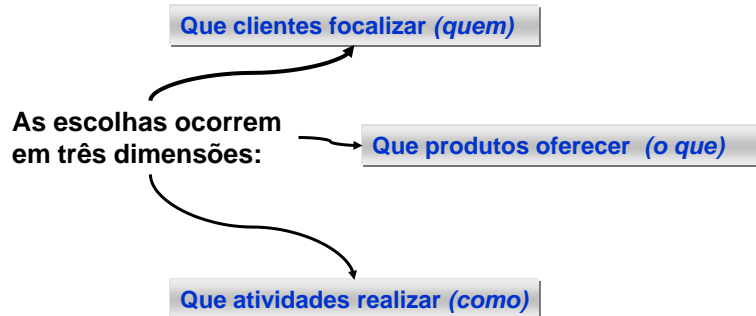 Que clientes focalizar (quem)
As escolhas ocorrem
em três dimensões:
Que produtos oferecer (o que)
Que atividades realizar (como)